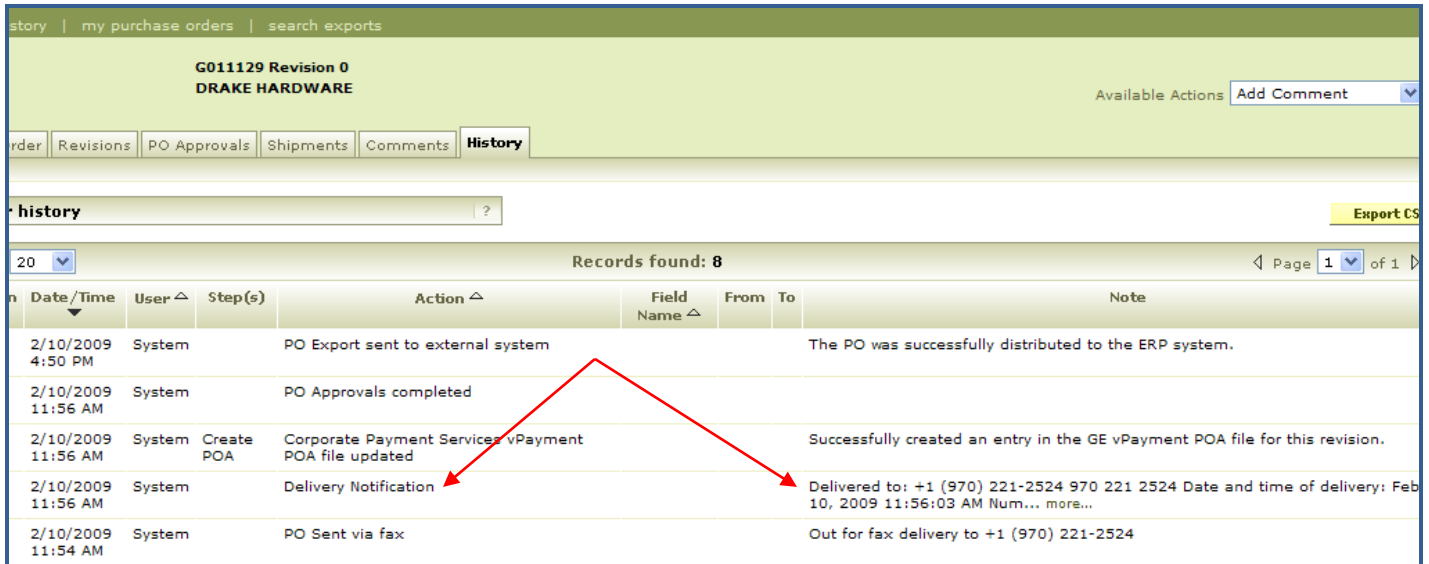 story | my purchase orders | search exports
G011129 Revision 0
DRAKE HARDWARE
Available Actions Add Comment
rder Revisions PO Approvals Shipments Comments History
r history ?
Export CS
20 Records found: 8 Page 1 of 1
n Date/Time User Step(s) Action Field Name From To Note
2/10/2009 System PO Export sent to external system The PO was successfully distributed to the ERP system.
4:50 PM
2/10/2009 System PO Approvals completed
11:56 AM
2/10/2009 System Create Corporate Payment Services vPayment Successfully created an entry in the GE vPayment POA file for this revision.
11:56 AM POA POA file updated
2/10/2009 System Delivery Notification Delivered to: +1 (970) 221-2524 970 221 2524 Date and time of delivery: Feb
11:56 AM 10, 2009 11:56:03 AM Num... more...
2/10/2009 System PO Sent via fax Out for fax delivery to +1 (970) 221-2524
11:54 AM